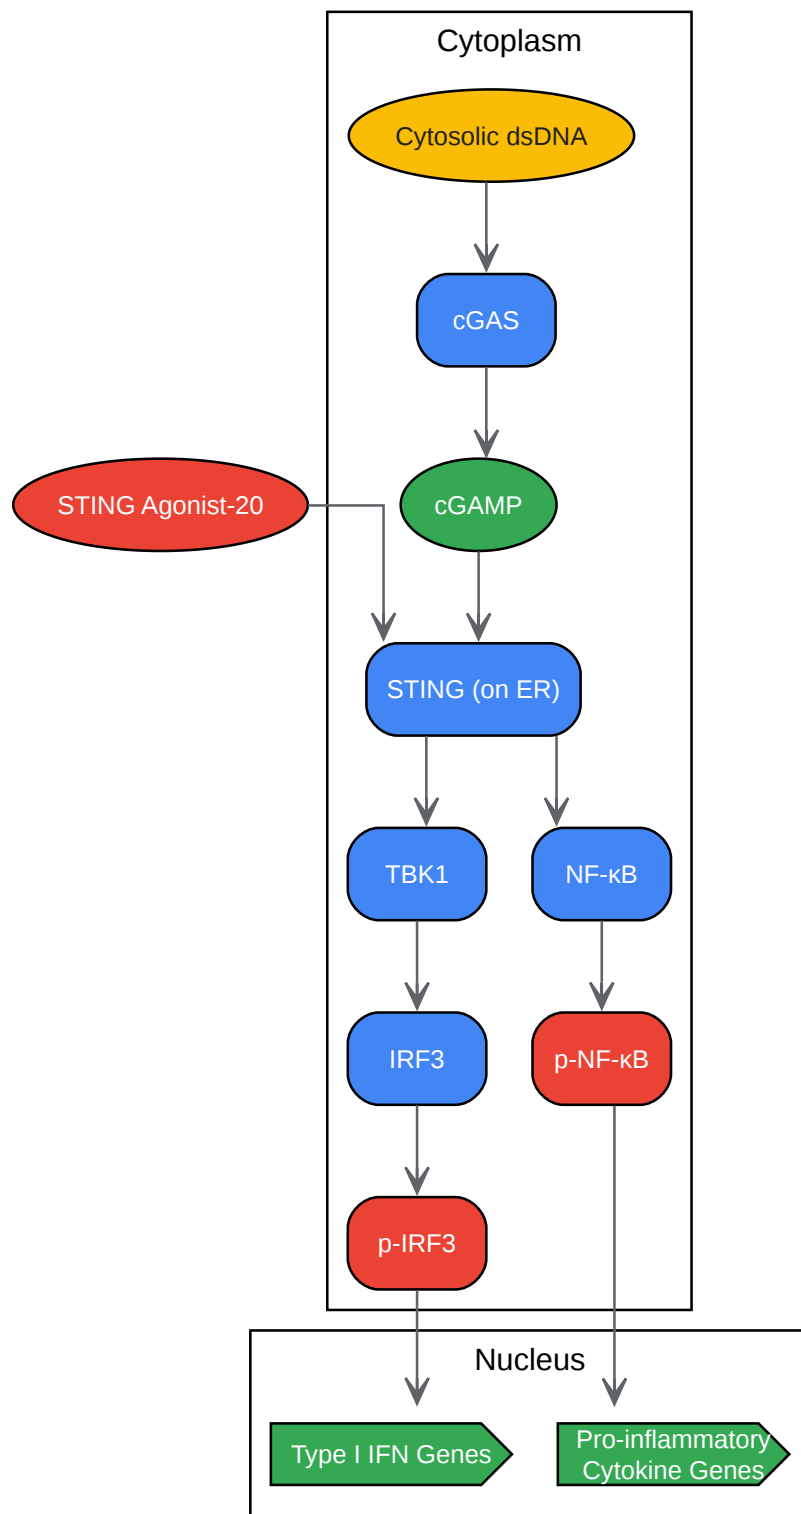 Cytoplasm
Cytosolic dsDNA
cGAS
STING Agonist-20
cGAMP
STING (on ER)
TBK1
NF-κB
IRF3
p-NF-κB
p-IRF3
Nucleus
Type I IFN Genes
Pro-inflammatory
Cytokine Genes